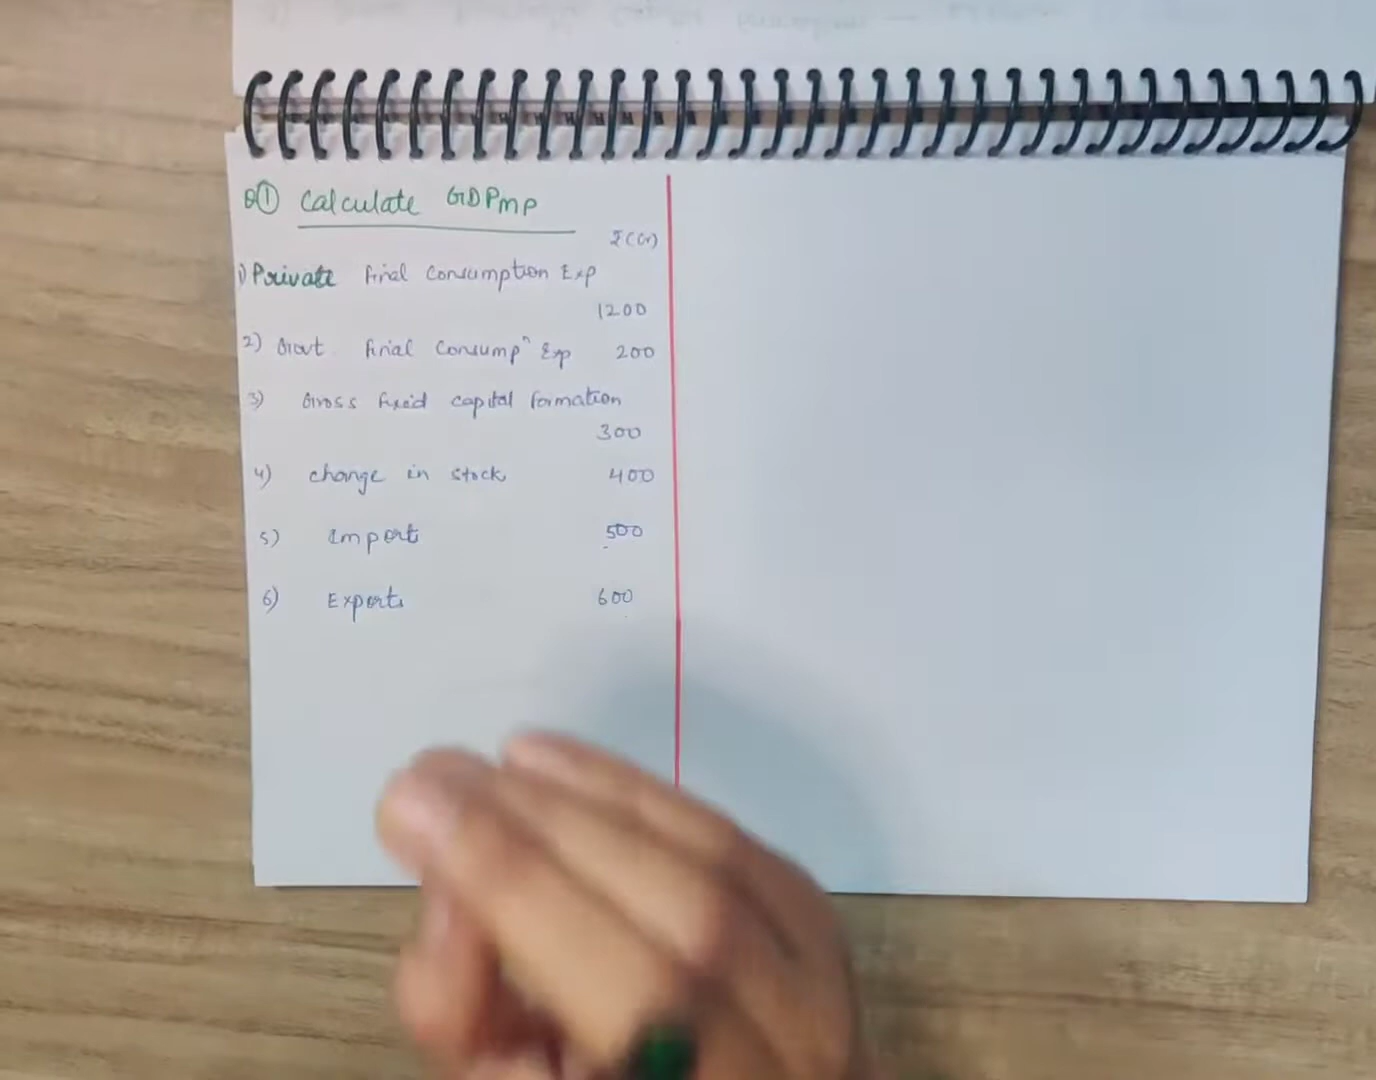 Q① Calculate GDPMP
₹(Cr)
1) Private Final Consumption Exp
1200
2) Govt Final Consumpⁿ Exp 200
3) Gross Fixed capital Formation
300
4) change in stock 400
5) Import 500
6) Exports 600